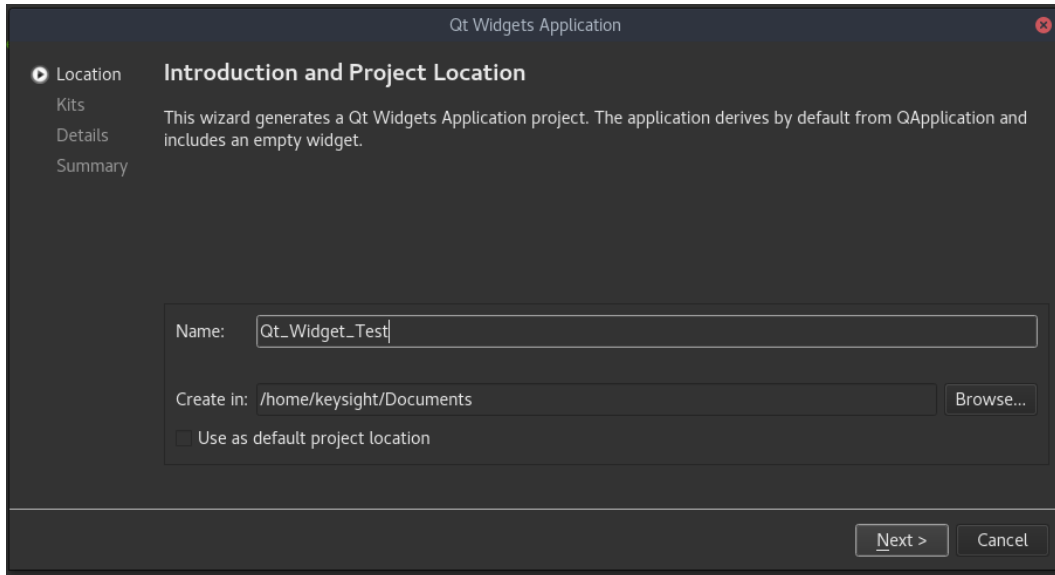 Qt Widgets Application
Location
Kits
Details
Summary
Introduction and Project Location
This wizard generates a Qt Widgets Application project. The application derives by default from QApplication and
includes an empty widget.
Name: Qt_Widget_Test
Create in: /home/keysight/Documents Browse...
Use as default project location
Next > Cancel